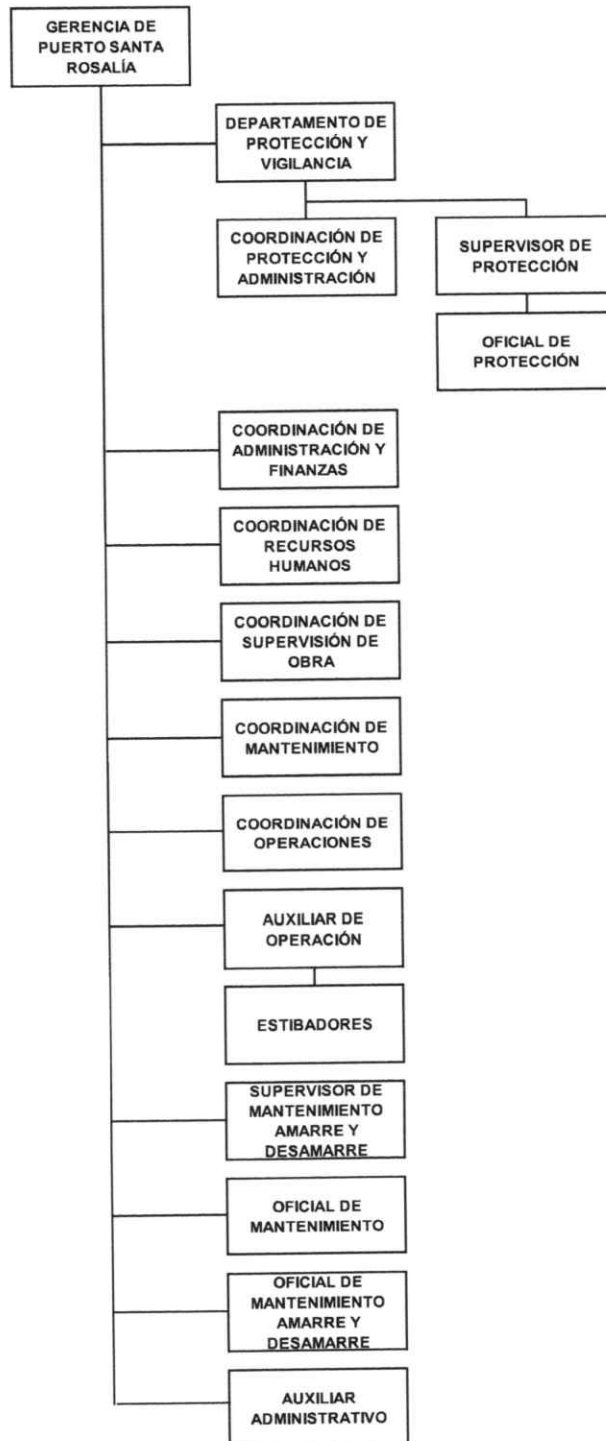 GERENCIA DE
PUERTO SANTA
ROSALÍA
DEPARTAMENTO DE
PROTECCIÓN Y
VIGILANCIA
COORDINACIÓN DE
PROTECCIÓN Y
ADMINISTRACIÓN
SUPERVISOR DE
PROTECCIÓN
OFICIAL DE
PROTECCIÓN
COORDINACIÓN DE
ADMINISTRACIÓN Y
FINANZAS
COORDINACIÓN DE
RECURSOS
HUMANOS
COORDINACIÓN DE
SUPERVISIÓN DE
OBRA
COORDINACIÓN DE
MANTENIMIENTO
COORDINACIÓN DE
OPERACIONES
AUXILIAR DE
OPERACIÓN
ESTIBADORES
SUPERVISOR DE
MANTENIMIENTO
AMARRE Y
DESAMARRE
OFICIAL DE
MANTENIMIENTO
OFICIAL DE
MANTENIMIENTO
AMARRE Y
DESAMARRE
AUXILIAR
ADMINISTRATIVO